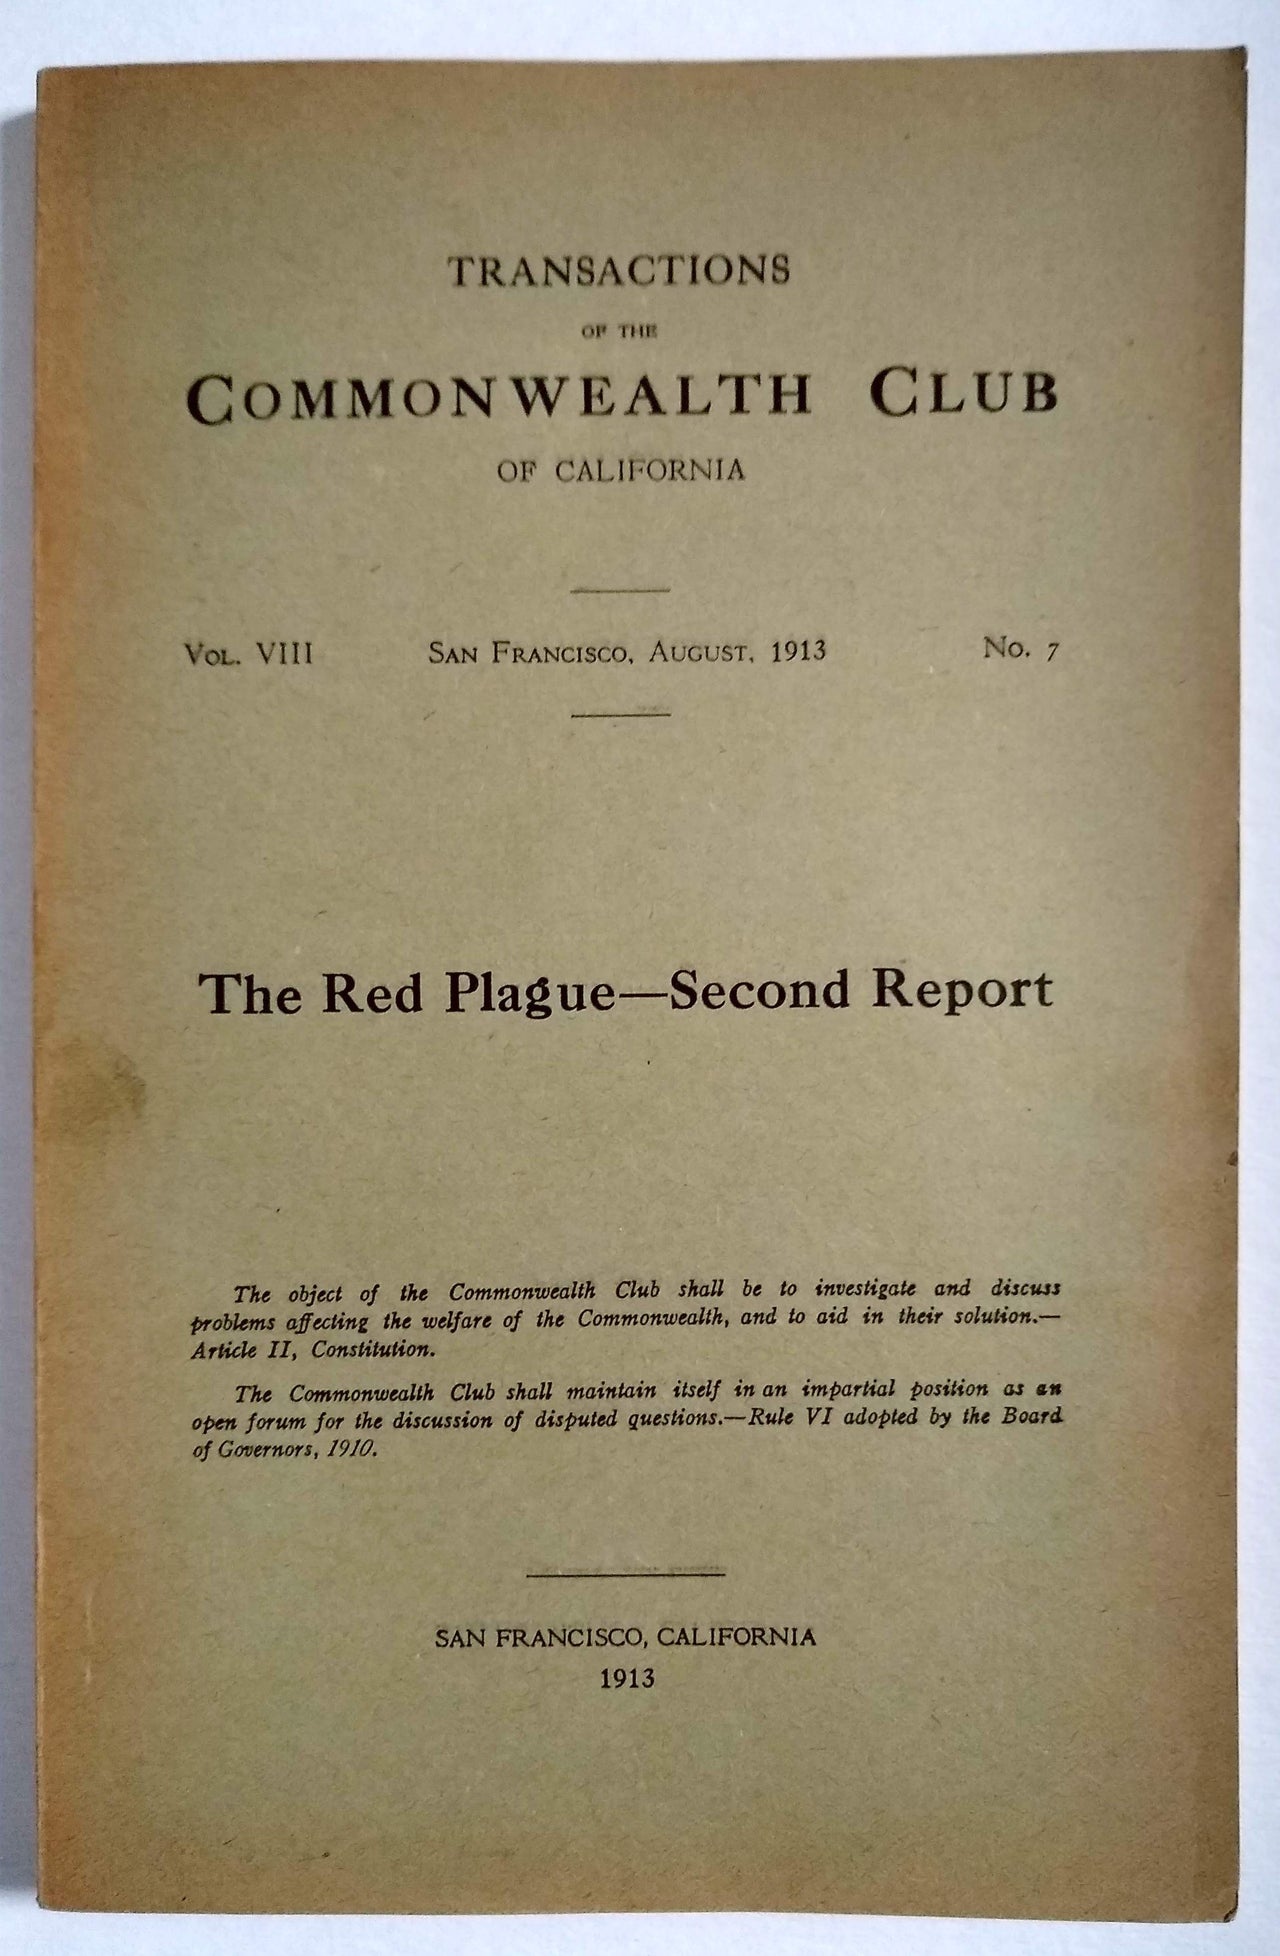 TRANSACTIONS
OF THE
COMMONWEALTH CLUB
OF CALIFORNIA
VOL. VIII SAN FRANCISCO, AUGUST, 1913 No. 7
The Red Plague—Second Report
The object of the Commonwealth Club shall be to investigate and discuss
problems affecting the welfare of the Commonwealth, and to aid in their solution.—
Article II, Constitution.
The Commonwealth Club shall maintain itself in an impartial position as an
open forum for the discussion of disputed questions.—Rule VI adopted by the Board
of Governors, 1910.
SAN FRANCISCO, CALIFORNIA
1913